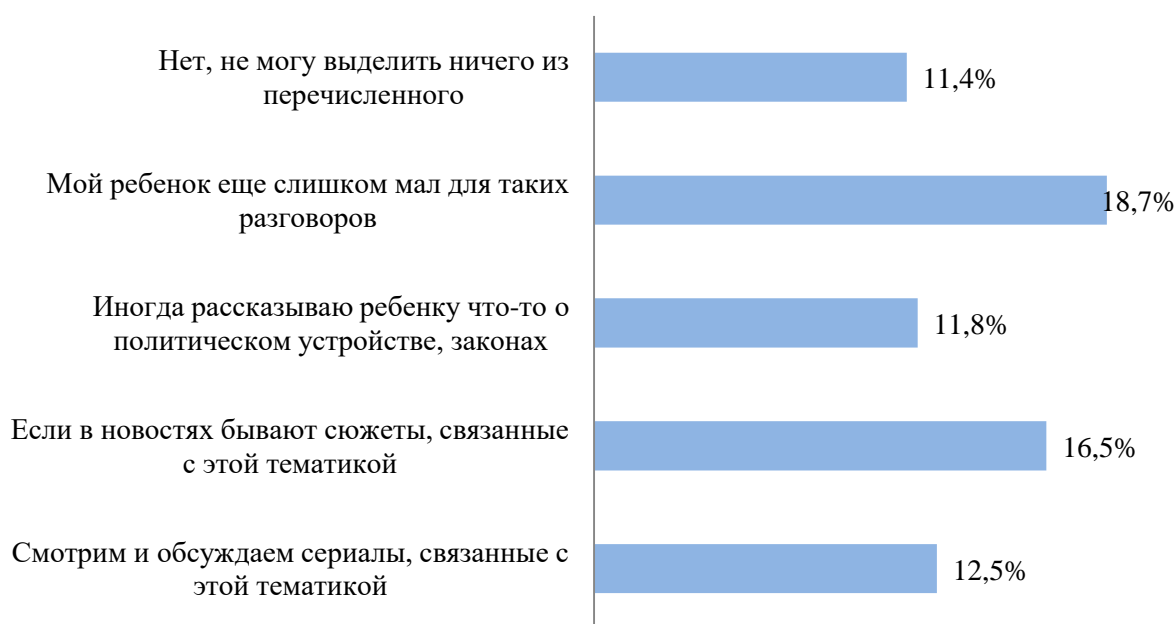 Нет, не могу выделить ничего из
перечисленного
11,4%
Мой ребенок еще слишком мал для таких
разговоров
18,7%
Иногда рассказываю ребенку что-то о
политическом устройстве, законах
11,8%
Если в новостях бывают сюжеты, связанные
с этой тематикой
16,5%
Смотрим и обсуждаем сериалы, связанные с
этой тематикой
12,5%